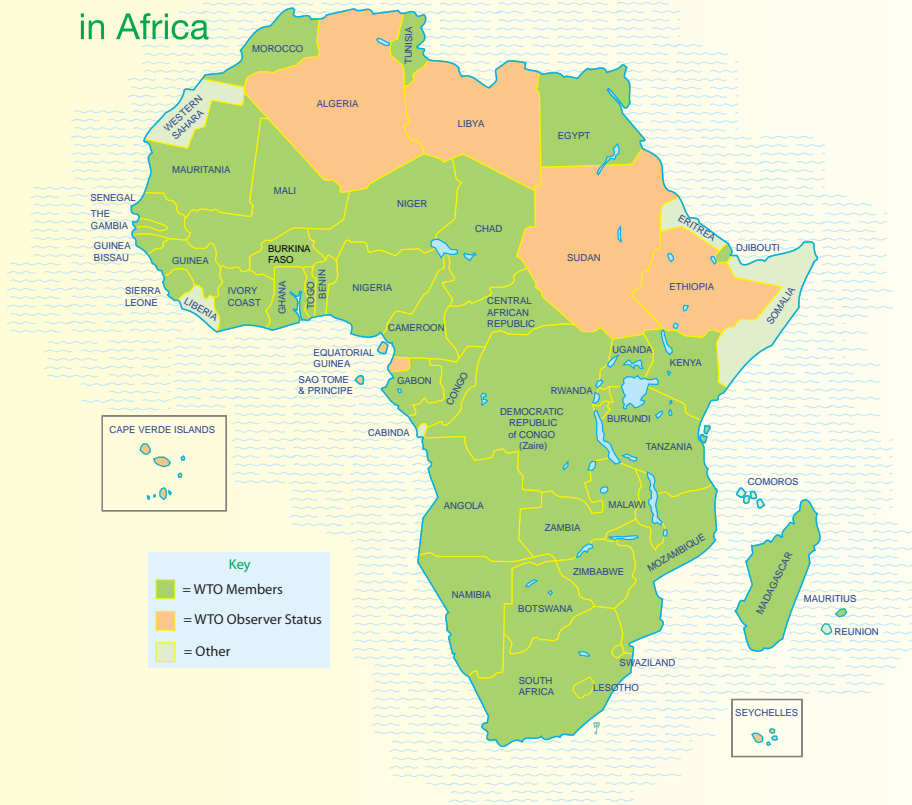 in Africa
MOROCCO
TUNISIA
ALGERIA
LIBYA
EGYPT
WESTERN
SAHARA
MAURITANIA
MALI
NIGER
CHAD
SUDAN
ERITREA
DJIBOUTI
ETHIOPIA
SOMALIA
SENEGAL
THE
GAMBIA
GUINEA
BISSAU
GUINEA
SIERRA
LEONE
LIBERIA
IVORY
COAST
BURKINA
FASO
GHANA
TOGO
BENIN
NIGERIA
CAMEROON
CENTRAL
AFRICAN
REPUBLIC
EQUATORIAL
GUINEA
SAO TOME
& PRINCIPE
GABON
CONGO
CABINDA
DEMOCRATIC
REPUBLIC
of CONGO
(Zaire)
UGANDA
KENYA
RWANDA
BURUNDI
TANZANIA
CAPE VERDE ISLANDS
COMOROS
ANGOLA
ZAMBIA
MALAWI
MOZAMBIQUE
ZIMBABWE
NAMIBIA
BOTSWANA
MADAGASCAR
MAURITIUS
REUNION
SWAZILAND
SOUTH
AFRICA
LESOTHO
SEYCHELLES
Key
= WTO Members
= WTO Observer Status
= Other